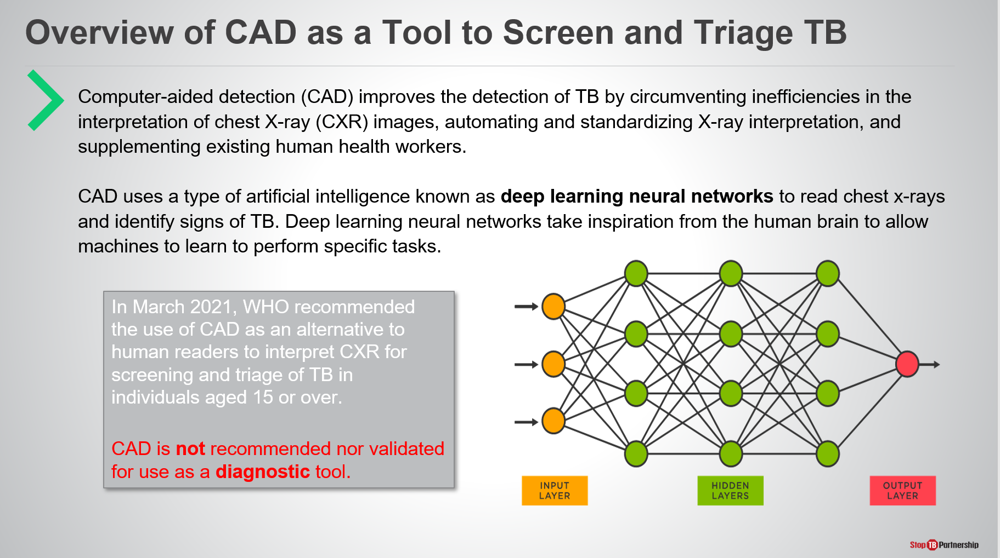 Overview of CAD as a Tool to Screen and Triage TB
Computer-aided detection (CAD) improves the detection of TB by circumventing inefficiencies in the
interpretation of chest X-ray (CXR) images, automating and standardizing X-ray interpretation, and
supplementing existing human health workers.
CAD uses a type of artificial intelligence known as deep learning neural networks to read chest x-rays
and identify signs of TB. Deep learning neural networks take inspiration from the human brain to allow
machines to learn to perform specific tasks.
In March 2021, WHO recommended
the use of CAD as an alternative to
human readers to interpret CXR for
screening and triage of TB in
individuals aged 15 or over.
CAD is not recommended nor validated
for use as a diagnostic tool.
INPUT
LAYER
HIDDEN
LAYERS
OUTPUT
LAYER
Stop TB Partnership